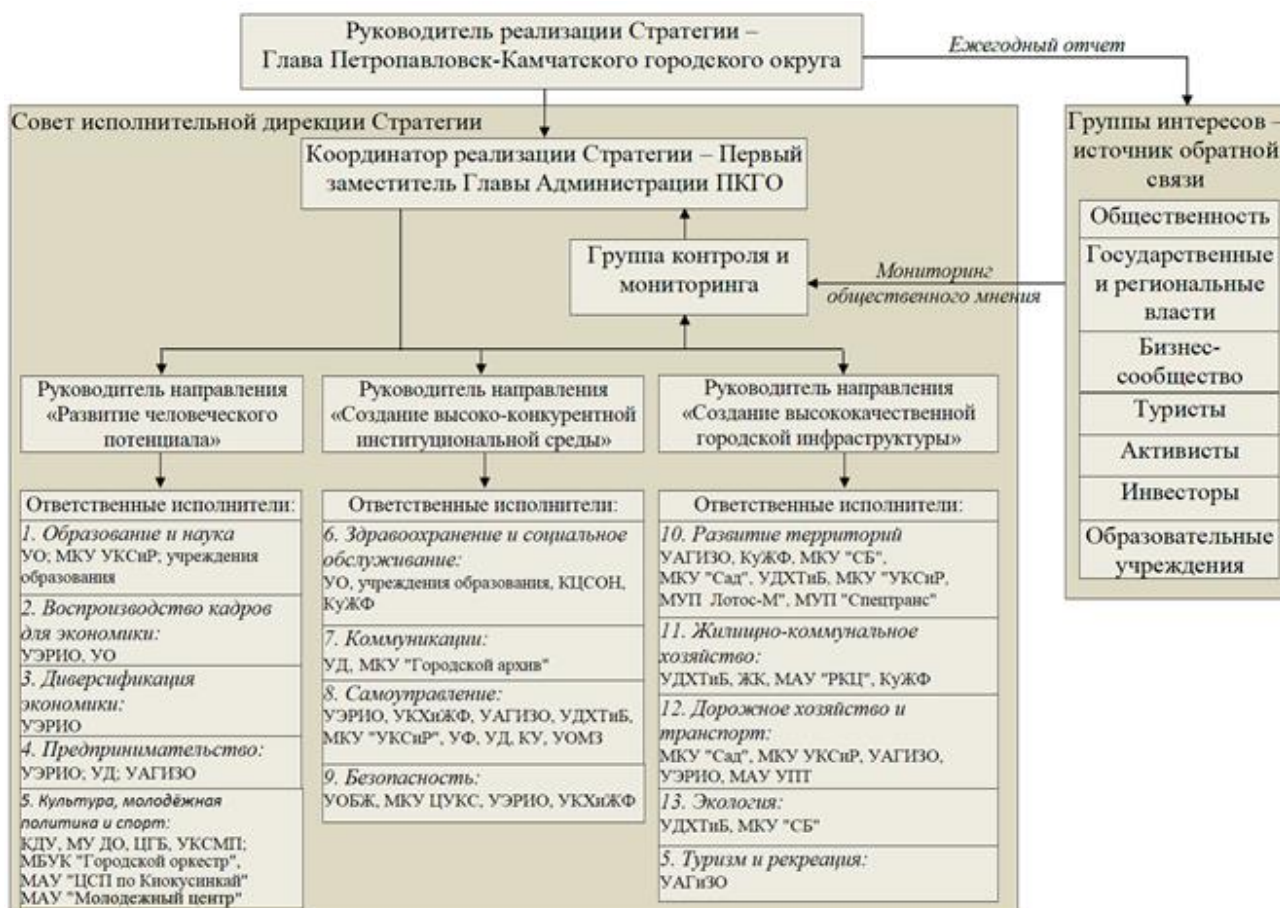 Руководитель реализации Стратегии –
Глава Петропавловск-Камчатского городского округа
Ежегодный отчет
Совет исполнительной дирекции Стратегии
Координатор реализации Стратегии – Первый
заместитель Главы Администрации ПКГО
Группа контроля и
мониторинга
Мониторинг
общественного мнения
Группы интересов –
источник обратной
связи
Общественность
Государственные
и региональные
власти
Бизнес-
сообщество
Туристы
Активисты
Инвесторы
Образовательные
учреждения
Руководитель направления
«Развитие человеческого
потенциала»
Ответственные исполнители:
1. Образование и наука
УО; МКУ УКСиР; учреждения
образования
2. Воспроизводство кадров
для экономики:
УЭРИО, УО
3. Диверсификация
экономики:
УЭРИО
4. Предпринимательство:
УЭРИО; УД; УАГИЗО
5. Культура, молодёжная
политика и спорт:
КДУ, МУ ДО, ЦГБ, УКСМП;
МБУК "Городской оркестр",
МАУ "ЦСП по Киокусинкай"
МАУ "Молодежный центр"
Руководитель направления
«Создание высоко-конкурентной
институциональной среды»
Ответственные исполнители:
6. Здравоохранение и социальное
обслуживание:
УО, учреждения образования, КЦСОН,
КуЖФ
7. Коммуникации:
УД, МКУ "Городской архив"
8. Самоуправление:
УЭРИО, УКХиЖФ, УАГИЗО, УДХТиБ,
МКУ "УКСиР", УФ, УД, КУ, УОМЗ
9. Безопасность:
УОБЖ, МКУ ЦУКС, УЭРИО, УКХиЖФ
Руководитель направления
«Создание высококачественной
городской инфраструктуры»
Ответственные исполнители:
10. Развитие территорий
УАГИЗО, КуЖФ, МКУ "СБ",
МКУ "Сад", УДХТиБ, МКУ "УКСиР,
МУП Лотос-М", МУП "Спецтранс"
11. Жилищно-коммунальное
хозяйство:
УДХТиБ, ЖК, МАУ "РКЦ", КуЖФ
12. Дорожное хозяйство и
транспорт:
МКУ "Сад", МКУ УКСиР, УАГИЗО,
УЭРИО, МАУ УПТ
13. Экология:
УДХТиБ, МКУ "СБ"
5. Туризм и рекреация:
УАГиЗО